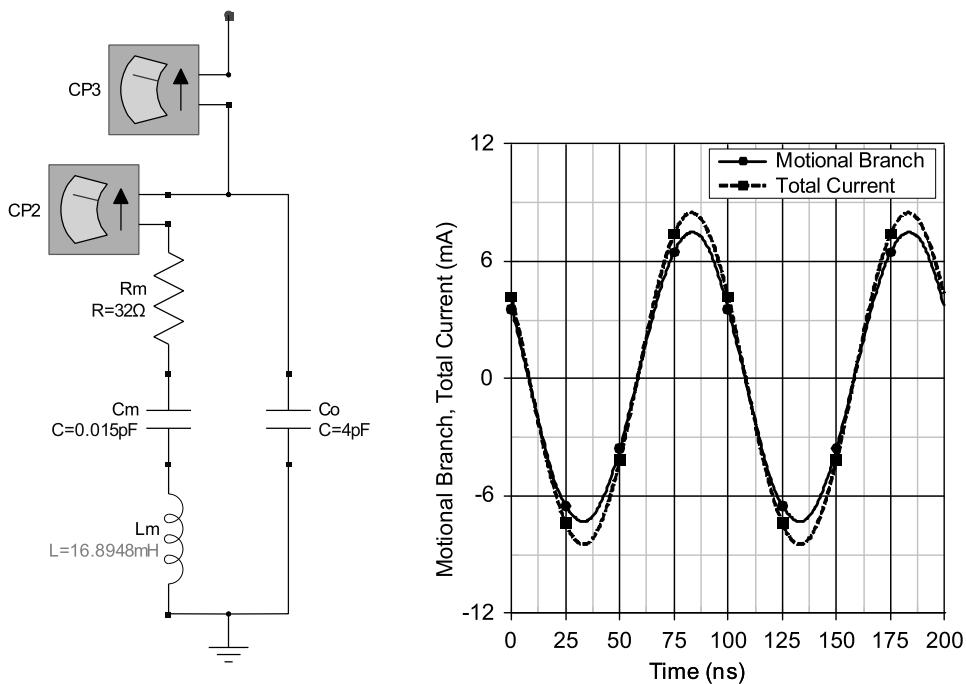 CP3
CP2
Rm
R=32Ω
Cm
C=0.015pF
Co
C=4pF
Lm
L=16.8948mH
Motional Branch, Total Current (mA)
12
6
0
-6
-12
Motional Branch
Total Current
0 25 50 75 100 125 150 175 200
Time (ns)